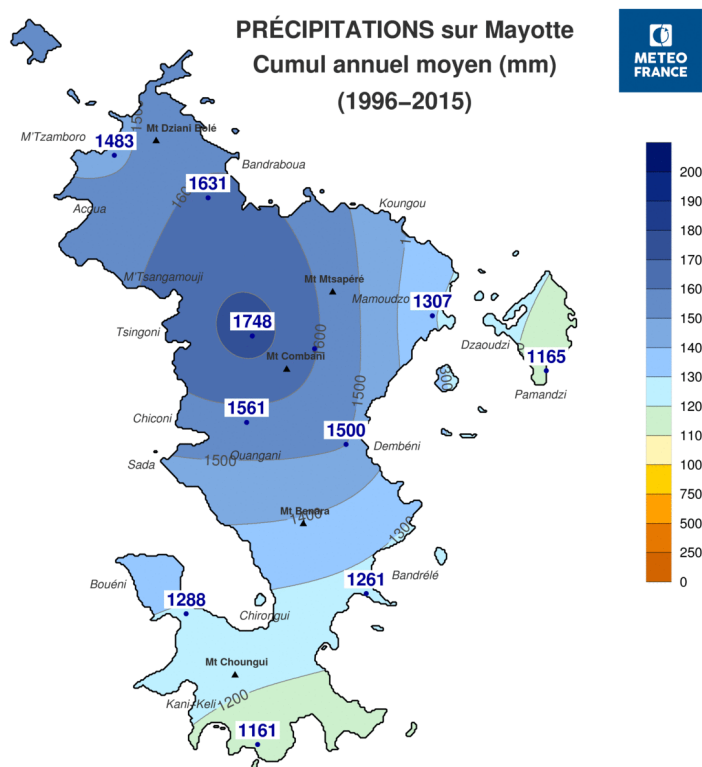 PRÉCIPITATIONS sur Mayotte
Cumul annuel moyen (mm)
(1996−2015)
METEO
FRANCE
M'Tzamboro
1483
Mt Dziani Bolé
Bandraboua
1631
Acoua
Koungou
M'Tsangamouji
Mt Mtsapéré
Mamoudzo
1307
Tsingoni
1748
Dzaoudzi
Mt Combani
1165
Pamandzi
1500
1561
Chiconi
1500
Dembéni
Ouangani
1500
Sada
Mt Benara
1400
1300
Bouéni
1261
Bandrélé
1288
Chirongui
Mt Choungui
Kani−Keli
1200
1161
200
190
180
170
160
150
140
130
120
110
100
750
500
250
0